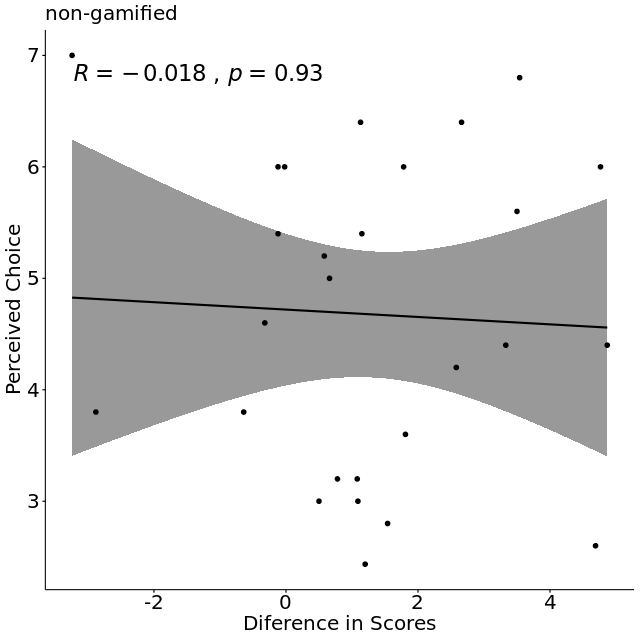 non-gamified
R = −0.018 , p = 0.93
7
6
5
4
3
Perceived Choice
-2 0 2 4
Diference in Scores